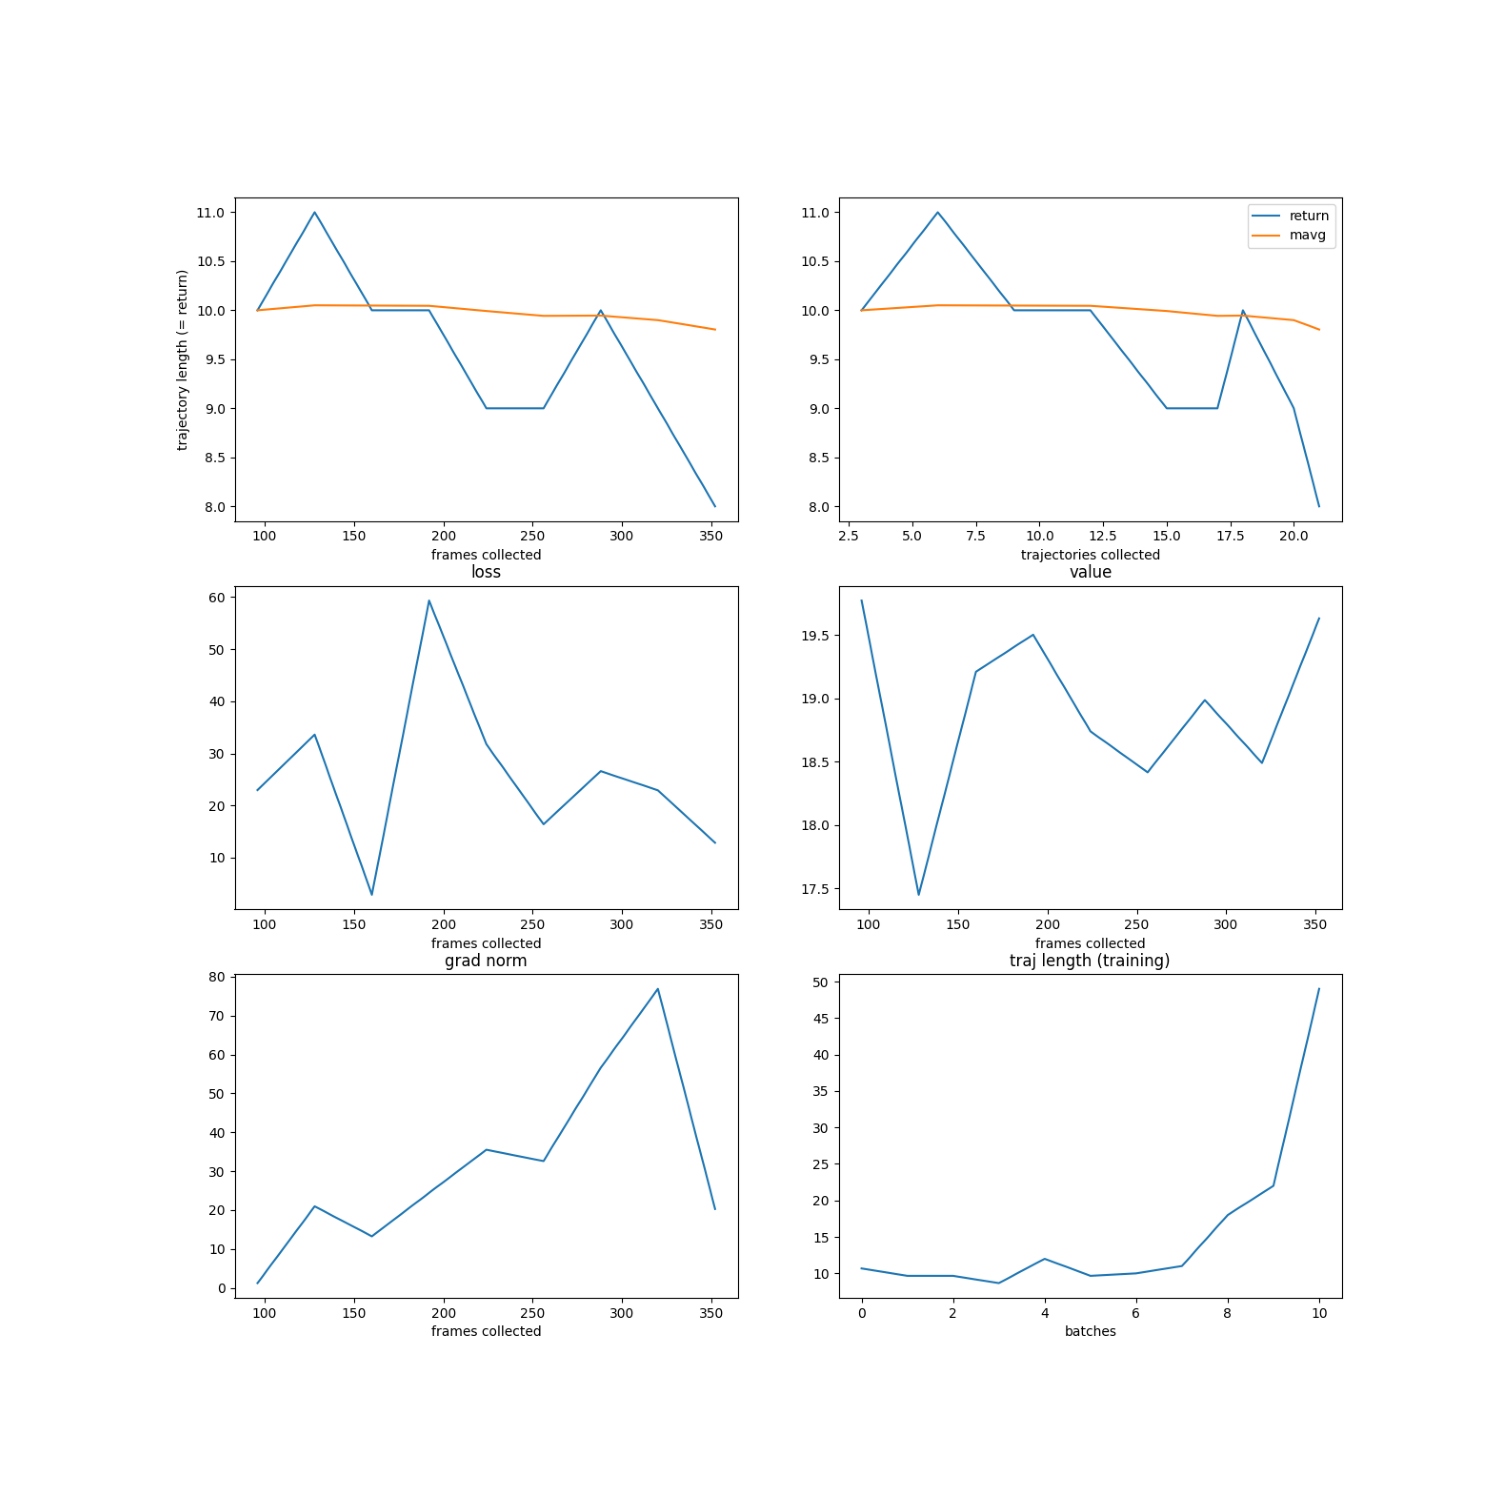 11.0
10.5
10.0
9.5
9.0
8.5
8.0
trajectory length (= return)
100 150 200 250 300 350
frames collected
11.0
10.5
10.0
9.5
9.0
8.5
8.0
return
mavg
2.5 5.0 7.5 10.0 12.5 15.0 17.5 20.0
trajectories collected
loss
60
50
40
30
20
10
100 150 200 250 300 350
frames collected
value
19.5
19.0
18.5
18.0
17.5
100 150 200 250 300 350
frames collected
grad norm
80
70
60
50
40
30
20
10
0
100 150 200 250 300 350
frames collected
traj length (training)
50
45
40
35
30
25
20
15
10
0 2 4 6 8 10
batches